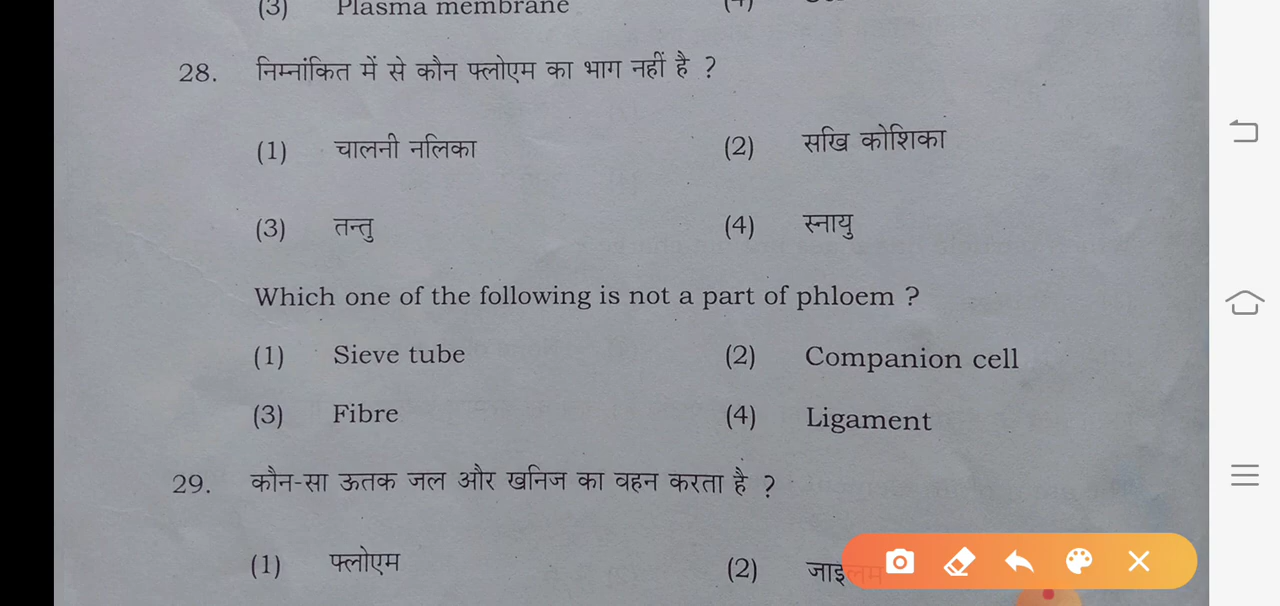 (3) Plasma membrane
28. निम्नांकित में से कौन फ्लोएम का भाग नहीं है ?
(1) चालनी नलिका (2) सखि कोशिका
(3) तन्तु (4) स्नायु
Which one of the following is not a part of phloem ?
(1) Sieve tube (2) Companion cell
(3) Fibre (4) Ligament
29. कौन-सा ऊतक जल और खनिज का वहन करता है ?
(1) फ्लोएम (2) जाइलम